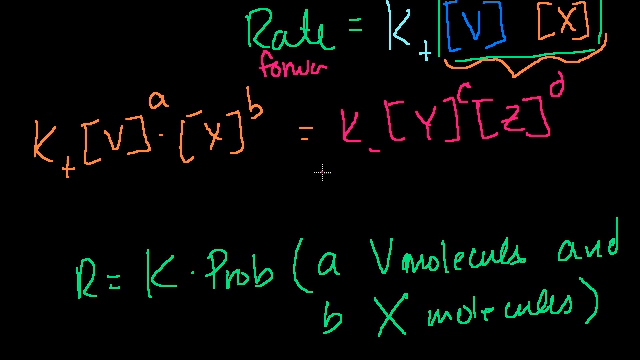 Rate = K+ [V] [X]
forwar
K+ [V]^a · [X]^b = K- [Y]^c [Z]^d
R = K · Prob (a V molecules and
b X molecules)